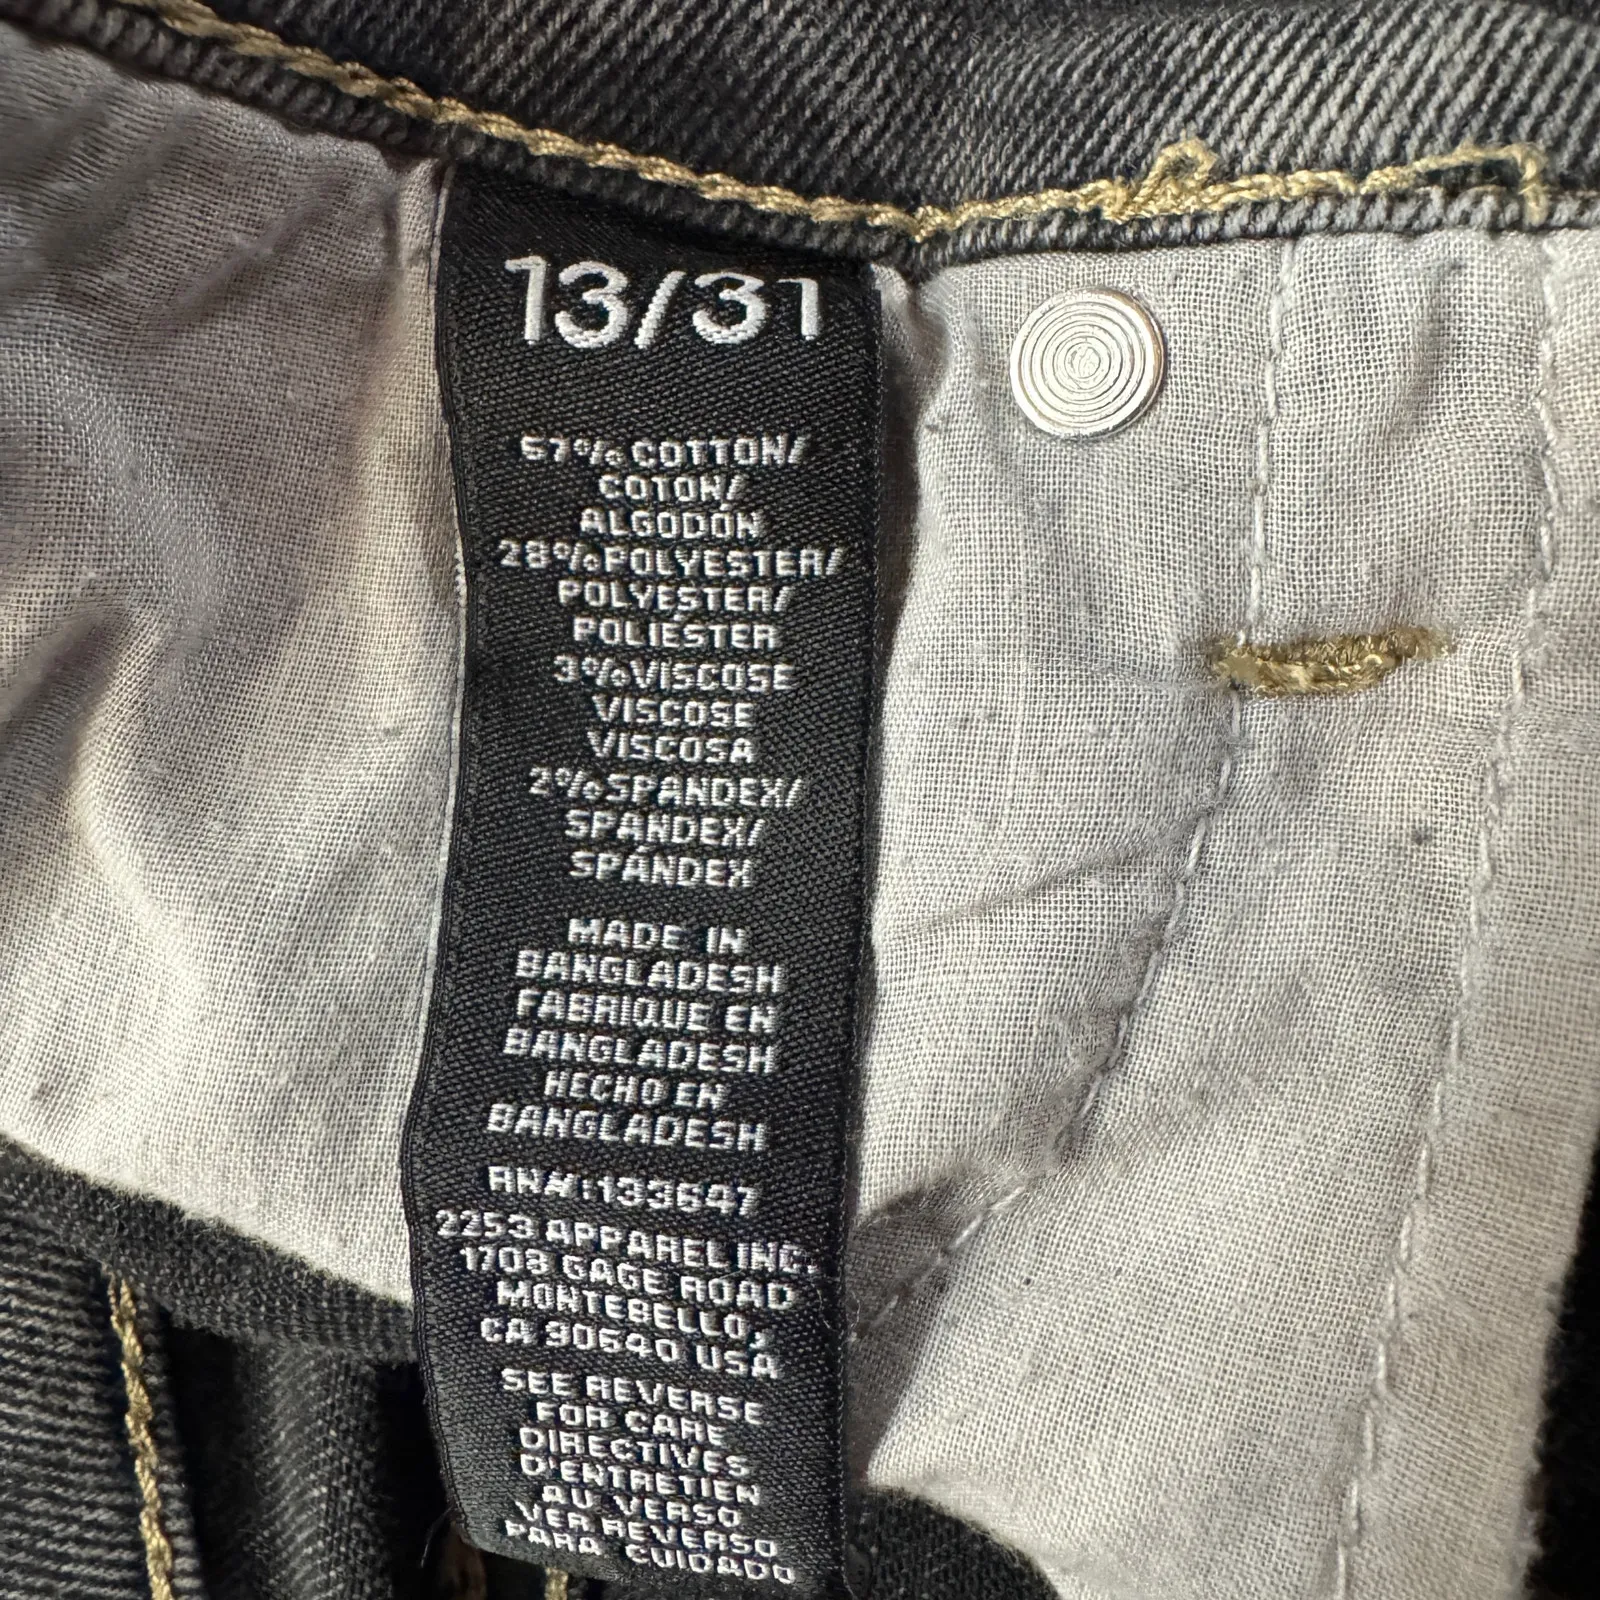 13/31
67% COTTON/
COTON/
ALGODÓN
28% POLYESTER/
POLYESTER/
POLIÉSTER
3% VISCOSE
VISCOSE
VISCOSA
2% SPANDEX/
SPANDEX/
SPÁNDEX
MADE IN
BANGLADESH
FABRIQUE EN
BANGLADESH
HECHO EN
BANGLADESH
RN#:133647
2253 APPAREL INC.
1708 GAGE ROAD
MONTEBELLO,
CA 90640 USA
SEE REVERSE
FOR CARE
DIRECTIVES
D'ENTRETIEN
AU VERSO
VER REVERSO
PARA CUIDADO